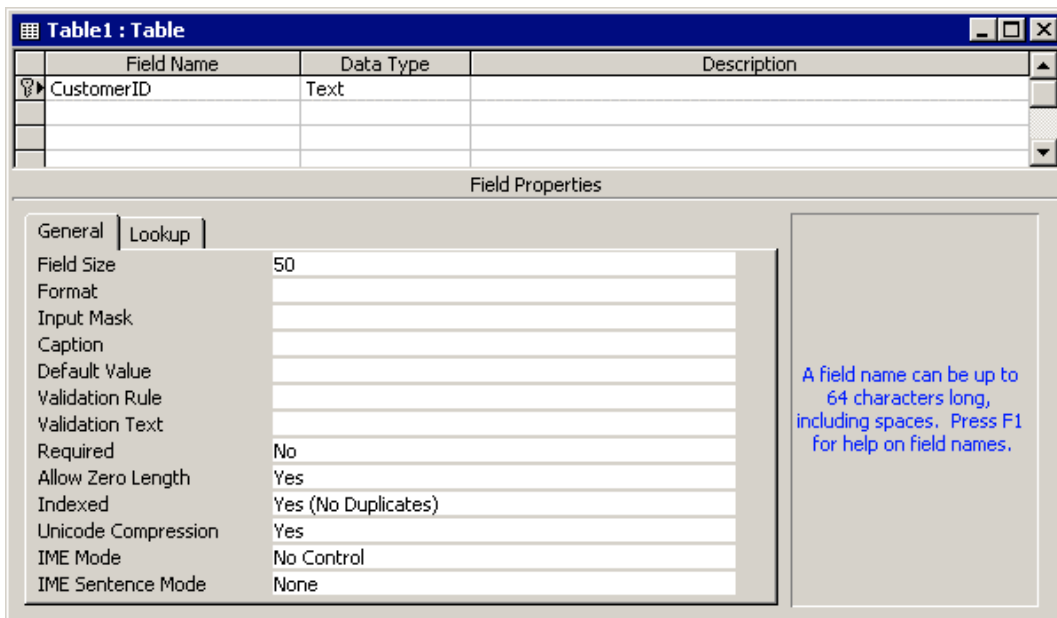 Table1 : Table
Field Name Data Type Description
CustomerID Text
Field Properties
General Lookup
Field Size 50
Format
Input Mask
Caption
Default Value
Validation Rule
Validation Text
Required No
Allow Zero Length Yes
Indexed Yes (No Duplicates)
Unicode Compression Yes
IME Mode No Control
IME Sentence Mode None
A field name can be up to
64 characters long,
including spaces. Press F1
for help on field names.